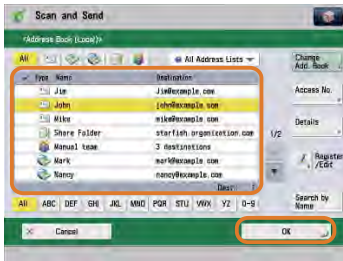 Scan and Send
<Address Book (Local)>
All
All Address Lists
Change Add. Book
Type Name Destination
Jim Jim@example.com
John john@example.com
Mike mike@example.com
Share Folder starfish.organization.com
Manual team 3 destinations
Mark mark@example.com
Nancy nancy@example.com
1/2
Access No.
Details
Register /Edit
All ABC DEF GHI JKL MNO PQR STU VWX YZ 0-9
Search by Name
Cancel
OK